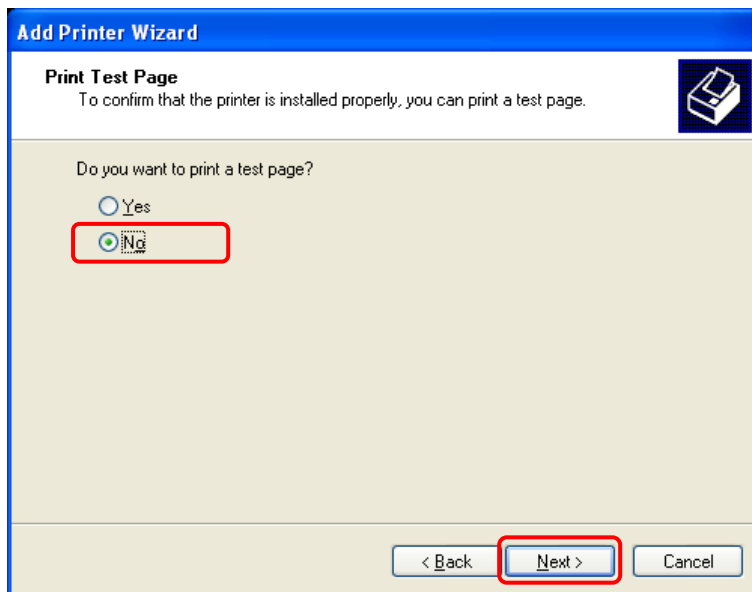 Add Printer Wizard
Print Test Page
To confirm that the printer is installed properly, you can print a test page.
Do you want to print a test page?
Yes
No
< Back Next > Cancel